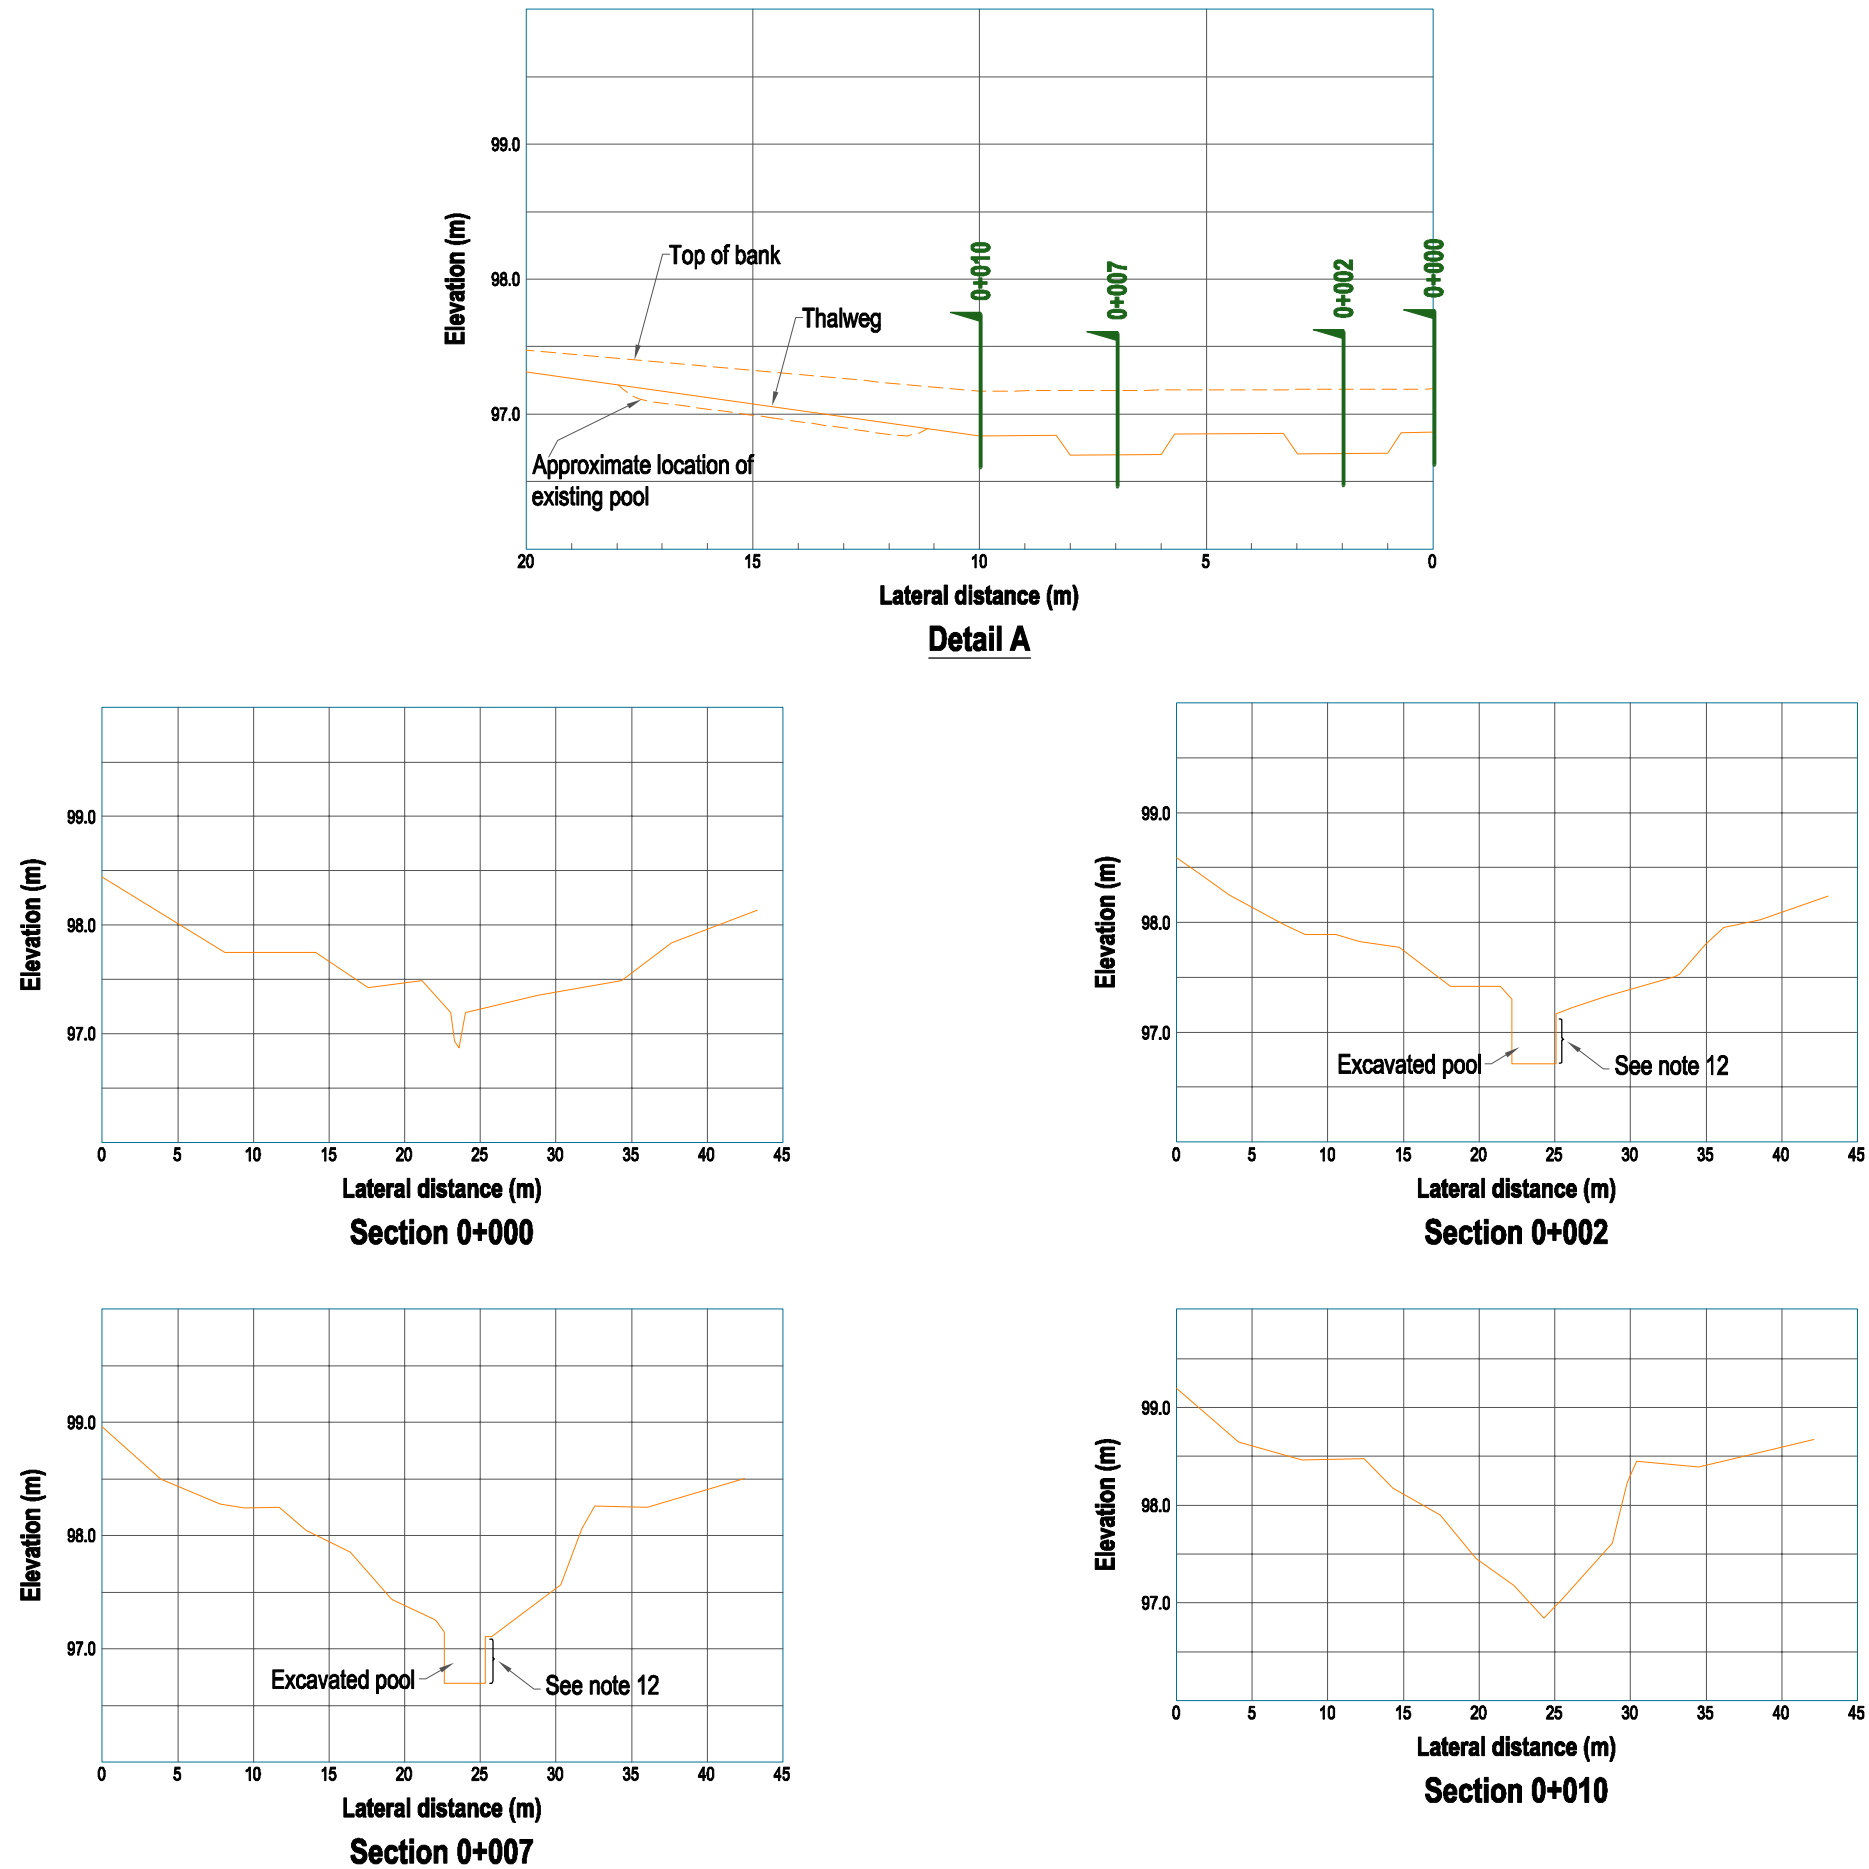 99.0
98.0
97.0
Elevation (m)
Top of bank
Thalweg
Approximate location of
existing pool
0+010
0+007
0+002
0+000
20 15 10 5 0
Lateral distance (m)
Detail A
99.0
98.0
97.0
Elevation (m)
0 5 10 15 20 25 30 35 40 45
Lateral distance (m)
Section 0+000
99.0
98.0
97.0
Elevation (m)
Excavated pool
See note 12
0 5 10 15 20 25 30 35 40 45
Lateral distance (m)
Section 0+002
99.0
98.0
97.0
Elevation (m)
Excavated pool
See note 12
0 5 10 15 20 25 30 35 40 45
Lateral distance (m)
Section 0+007
99.0
98.0
97.0
Elevation (m)
0 5 10 15 20 25 30 35 40 45
Lateral distance (m)
Section 0+010